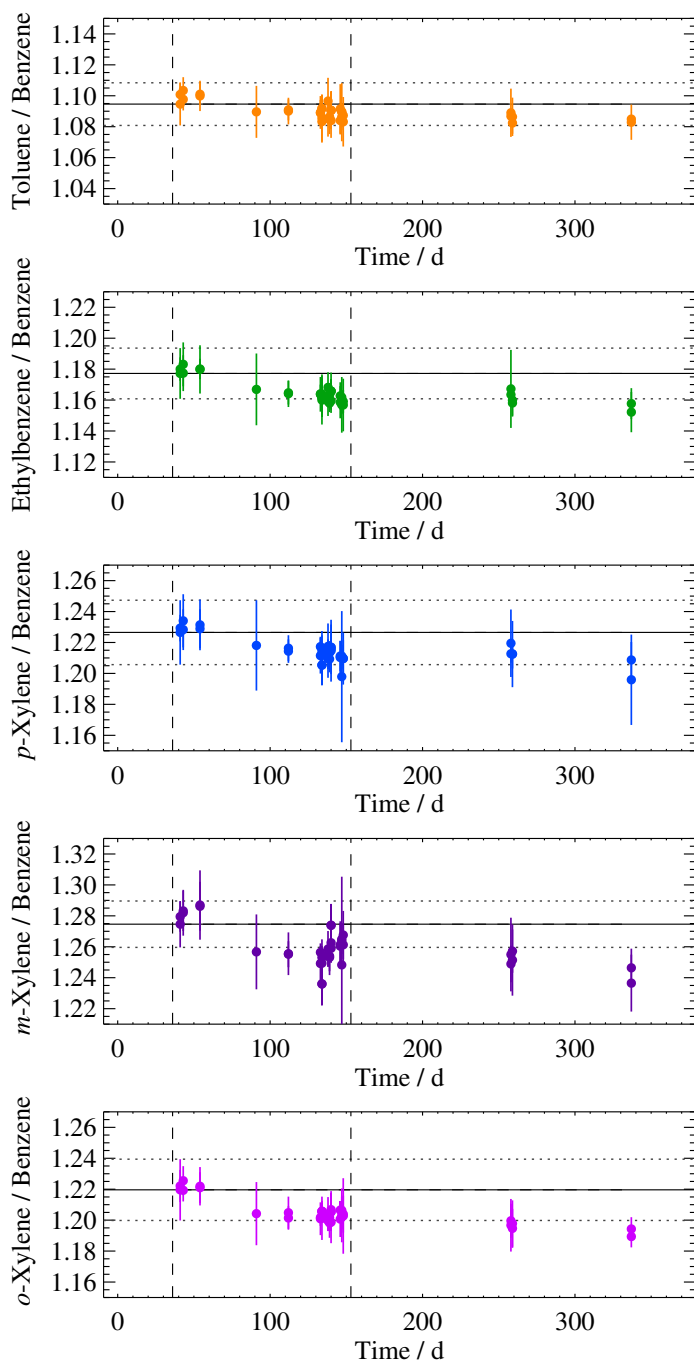 Toluene / Benzene
1.14
1.12
1.10
1.08
1.06
1.04
0 100 200 300
Time / d
Ethylbenzene / Benzene
1.22
1.20
1.18
1.16
1.14
1.12
0 100 200 300
Time / d
p-Xylene / Benzene
1.26
1.24
1.22
1.20
1.18
1.16
0 100 200 300
Time / d
m-Xylene / Benzene
1.32
1.30
1.28
1.26
1.24
1.22
0 100 200 300
Time / d
o-Xylene / Benzene
1.26
1.24
1.22
1.20
1.18
1.16
0 100 200 300
Time / d